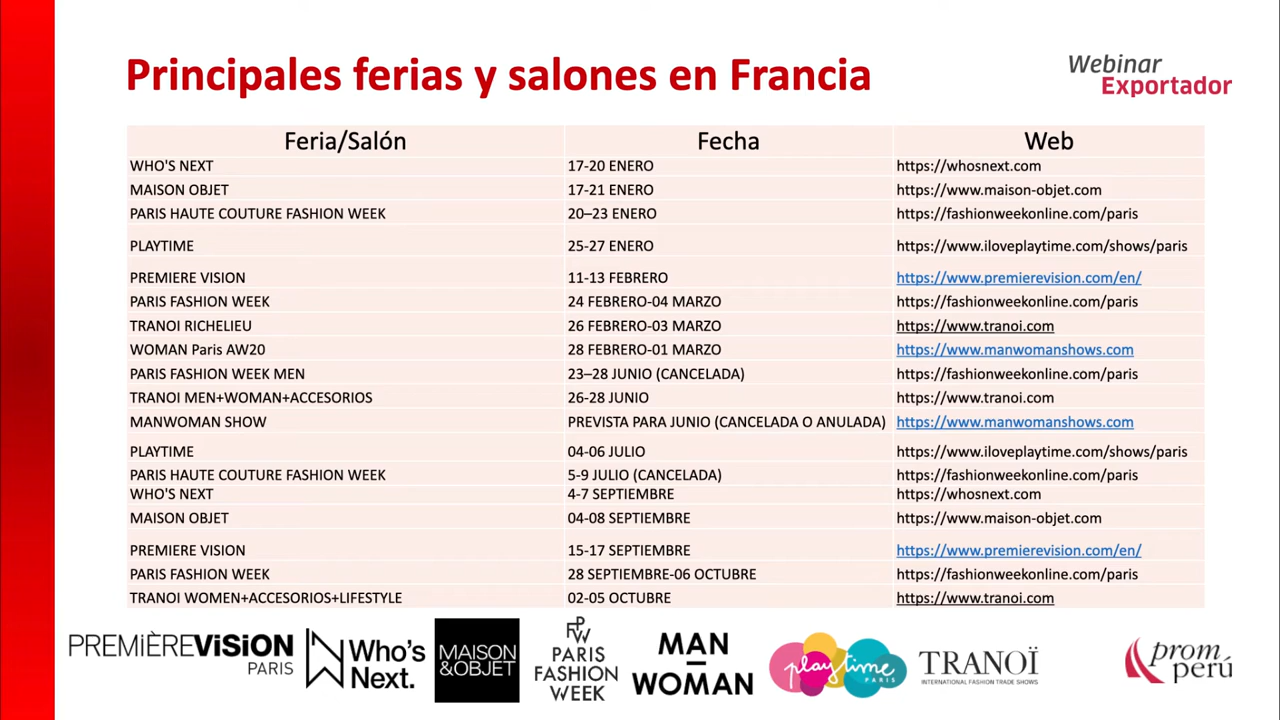 Principales ferias y salones en Francia
Webinar
Exportador
Feria/Salón Fecha Web
WHO'S NEXT 17-20 ENERO https://whosnext.com
MAISON OBJET 17-21 ENERO https://www.maison-objet.com
PARIS HAUTE COUTURE FASHION WEEK 20–23 ENERO https://fashionweekonline.com/paris
PLAYTIME 25-27 ENERO https://www.iloveplaytime.com/shows/paris
PREMIERE VISION 11-13 FEBRERO https://www.premierevision.com/en/
PARIS FASHION WEEK 24 FEBRERO-04 MARZO https://fashionweekonline.com/paris
TRANOI RICHELIEU 26 FEBRERO-03 MARZO https://www.tranoi.com
WOMAN Paris AW20 28 FEBRERO-01 MARZO https://www.manwomanshows.com
PARIS FASHION WEEK MEN 23–28 JUNIO (CANCELADA) https://fashionweekonline.com/paris
TRANOI MEN+WOMAN+ACCESORIOS 26-28 JUNIO https://www.tranoi.com
MANWOMAN SHOW PREVISTA PARA JUNIO (CANCELADA O ANULADA) https://www.manwomanshows.com
PLAYTIME 04-06 JULIO https://www.iloveplaytime.com/shows/paris
PARIS HAUTE COUTURE FASHION WEEK 5-9 JULIO (CANCELADA) https://fashionweekonline.com/paris
WHO'S NEXT 4-7 SEPTIEMBRE https://whosnext.com
MAISON OBJET 04-08 SEPTIEMBRE https://www.maison-objet.com
PREMIERE VISION 15-17 SEPTIEMBRE https://www.premierevision.com/en/
PARIS FASHION WEEK 28 SEPTIEMBRE-06 OCTUBRE https://fashionweekonline.com/paris
TRANOI WOMEN+ACCESORIOS+LIFESTYLE 02-05 OCTUBRE https://www.tranoi.com
PREMIÈREVISION
PARIS
Who's
Next.
MAISON
&OBJET
PFW
PARIS
FASHION
WEEK
MAN
–
WOMAN
playtime
PARIS
TRANOÏ
INTERNATIONAL FASHION TRADE SHOWS
prom
perú